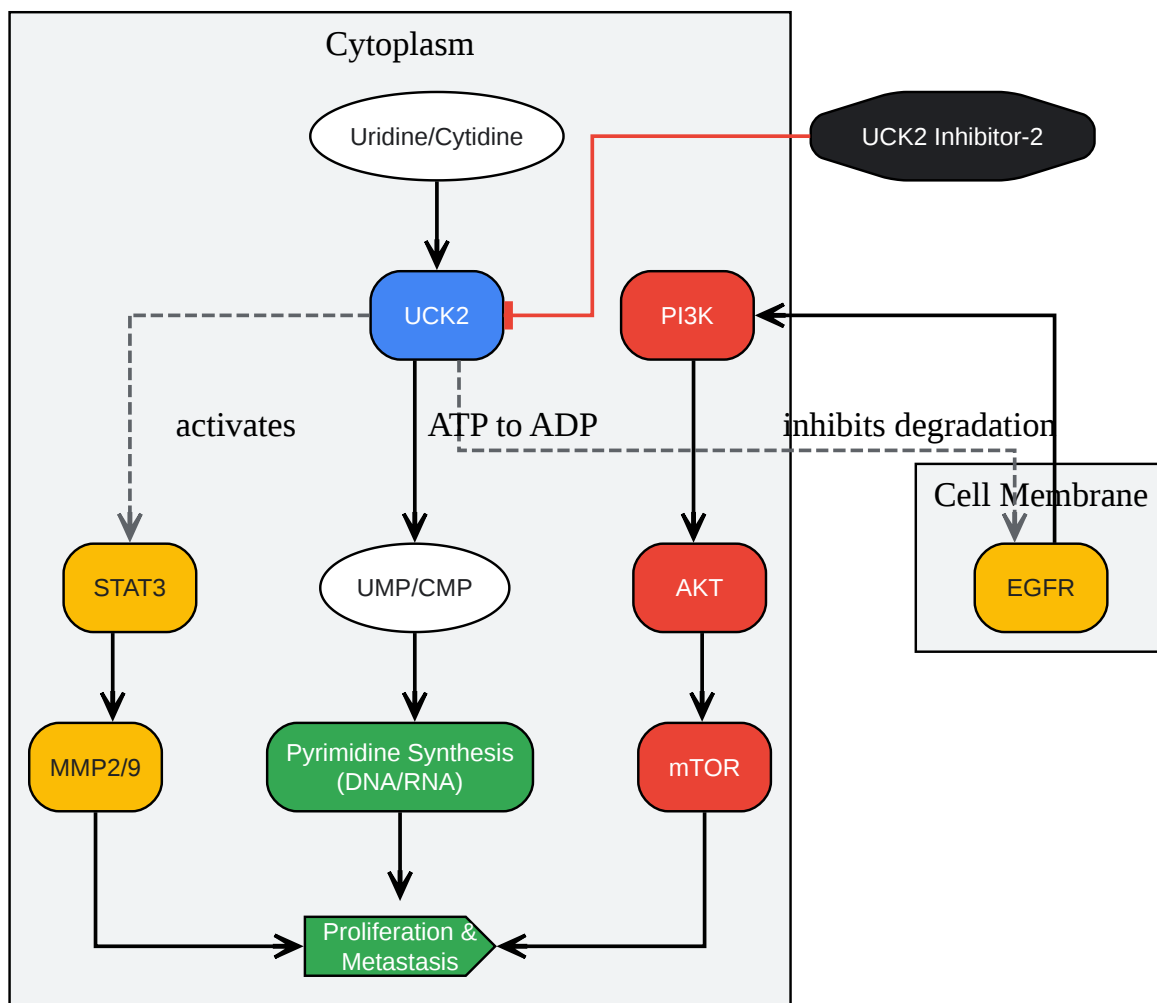 Cytoplasm
Uridine/Cytidine
UCK2 Inhibitor-2
UCK2
PI3K
activates
ATP to ADP
inhibits degradation
Cell Membrane
STAT3
UMP/CMP
AKT
EGFR
MMP2/9
Pyrimidine Synthesis
(DNA/RNA)
mTOR
Proliferation &
Metastasis